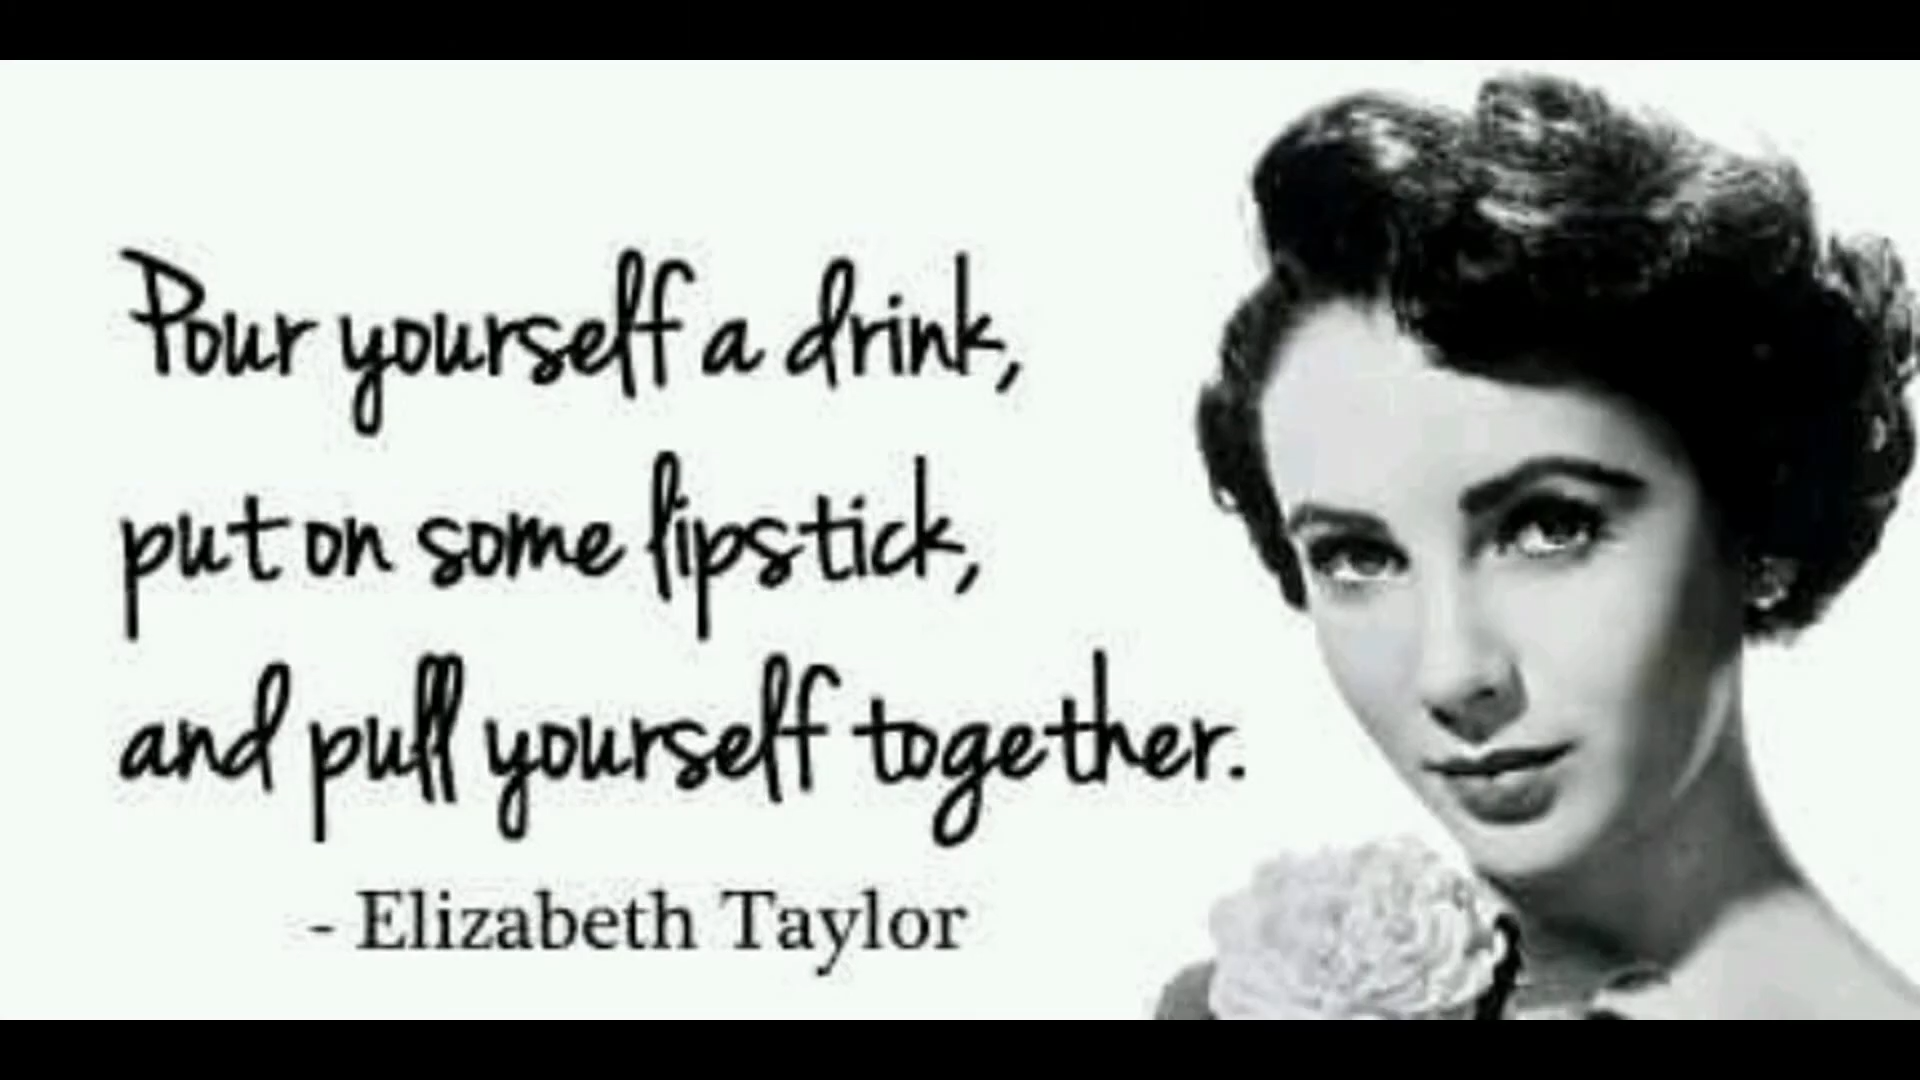 Pour yourself a drink,
put on some lipstick,
and pull yourself together.
- Elizabeth Taylor